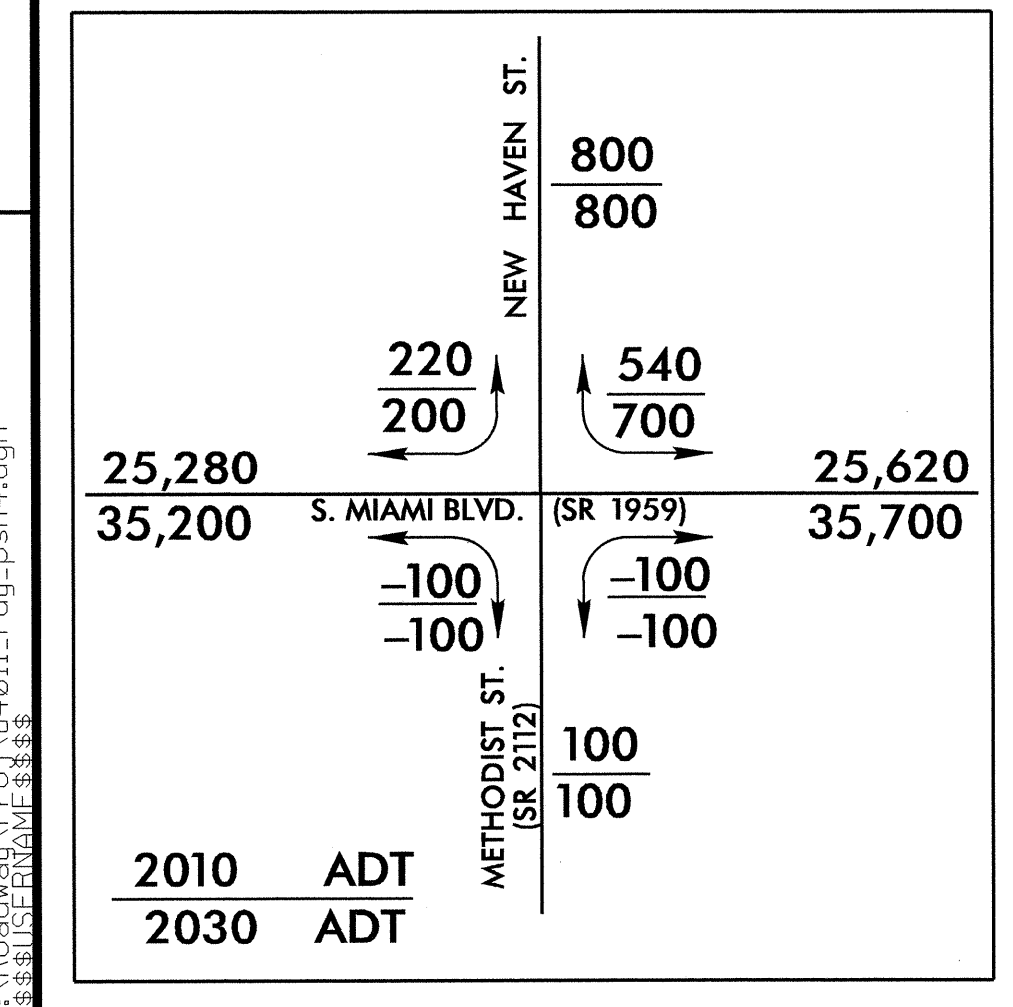 NEW HAVEN ST.
800
800
220
200
540
700
25,280
35,200
25,620
35,700
S. MIAMI BLVD. (SR 1959)
–100
–100
–100
–100
METHODIST ST.
(SR 2112)
100
100
2010 ADT
2030 ADT
$$$USERNAME$$$$